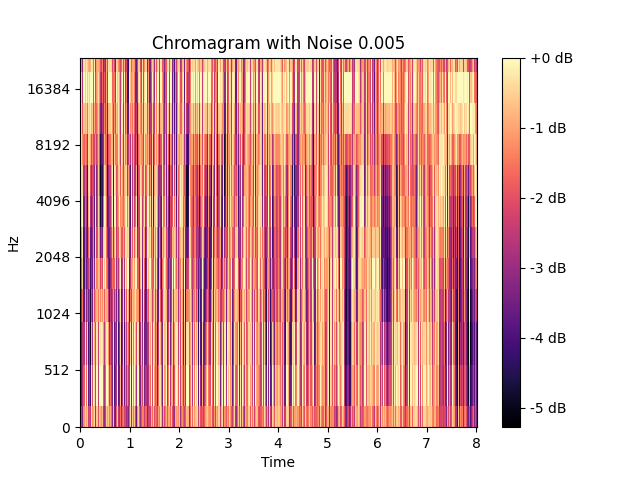 Chromagram with Noise 0.005
Hz
16384
8192
4096
2048
1024
512
0
0 1 2 3 4 5 6 7 8
Time
+0 dB
-1 dB
-2 dB
-3 dB
-4 dB
-5 dB